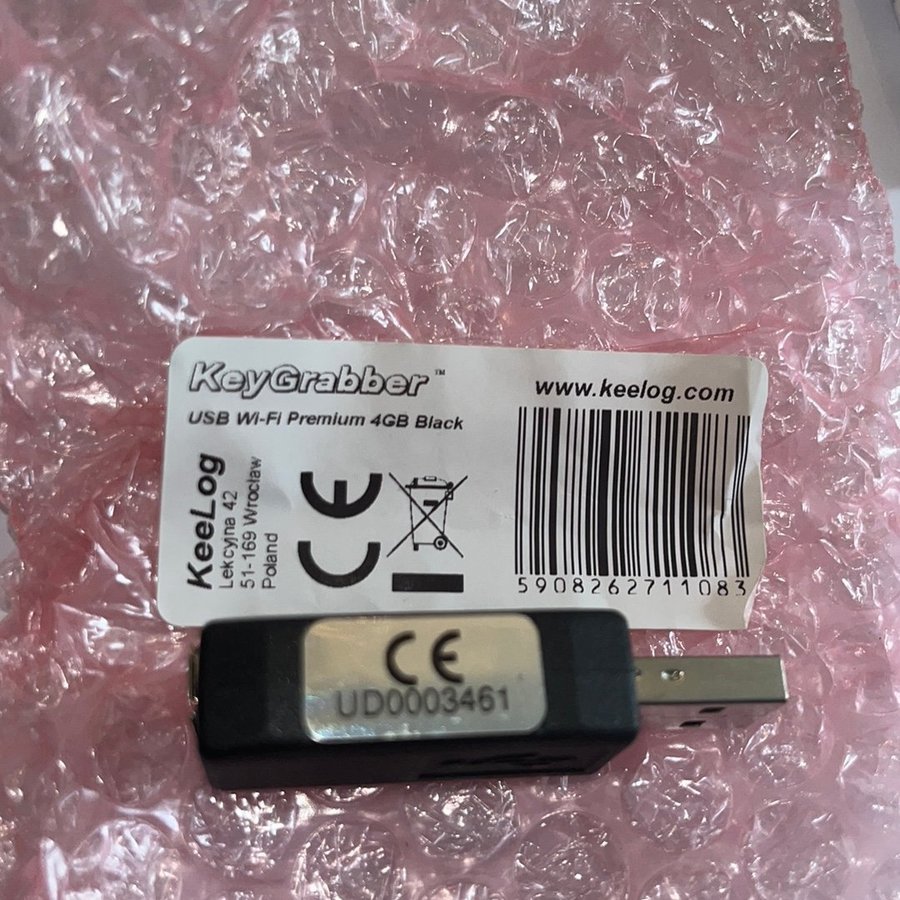 KeyGrabber™
USB Wi-Fi Premium 4GB Black
www.keelog.com
KeeLog
Lekcyjna 42
51-169 Wrocław
Poland
CE
5908262711083
CE
UD0003461